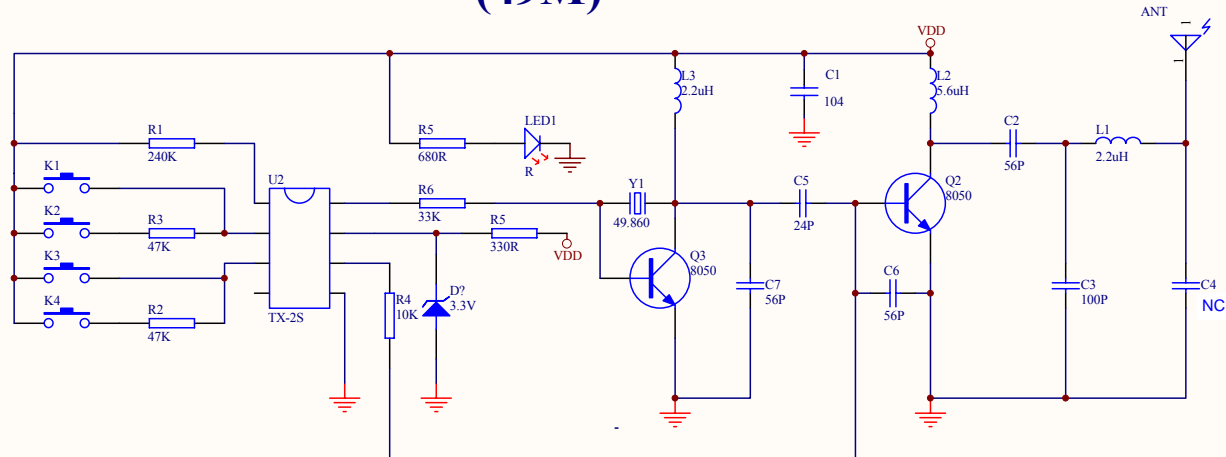 (49M)
ANT
1
1
VDD
L3
2.2uH
C1
104
L2
5.6uH
R1
240K
R5
680R
LED1
R
C2
56P
L1
2.2uH
K1
U2
R6
33K
Y1
49.860
C5
24P
Q2
8050
K2
R3
47K
R5
330R
VDD
K3
Q3
8050
K4
R2
47K
TX-2S
R4
10K
D?
3.3V
C7
56P
C6
56P
C3
100P
C4
NC
-